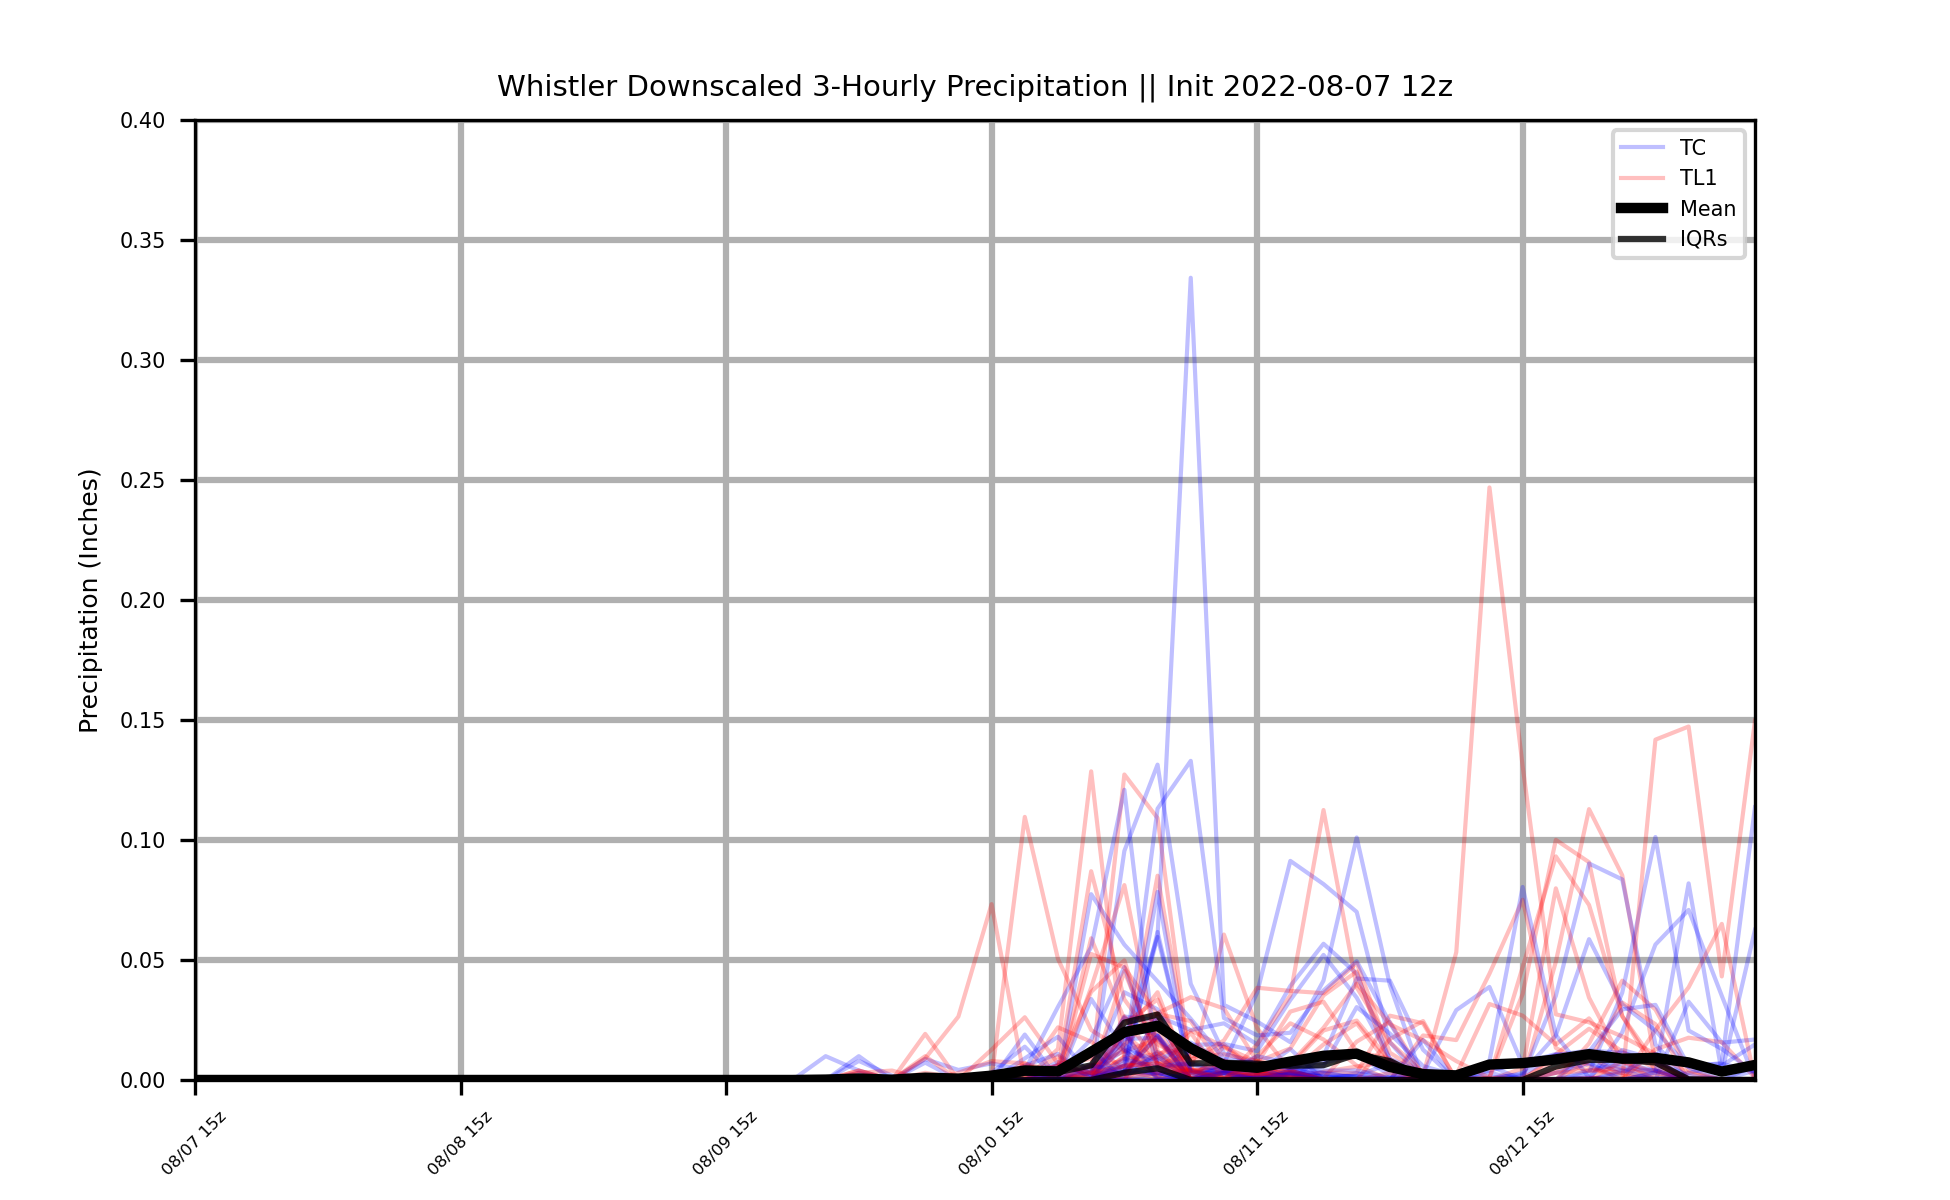 Whistler Downscaled 3-Hourly Precipitation || Init 2022-08-07 12z
TC
TL1
Mean
IQRs
Precipitation (Inches)
0.40
0.35
0.30
0.25
0.20
0.15
0.10
0.05
0.00
08/07 15z
08/08 15z
08/09 15z
08/10 15z
08/11 15z
08/12 15z